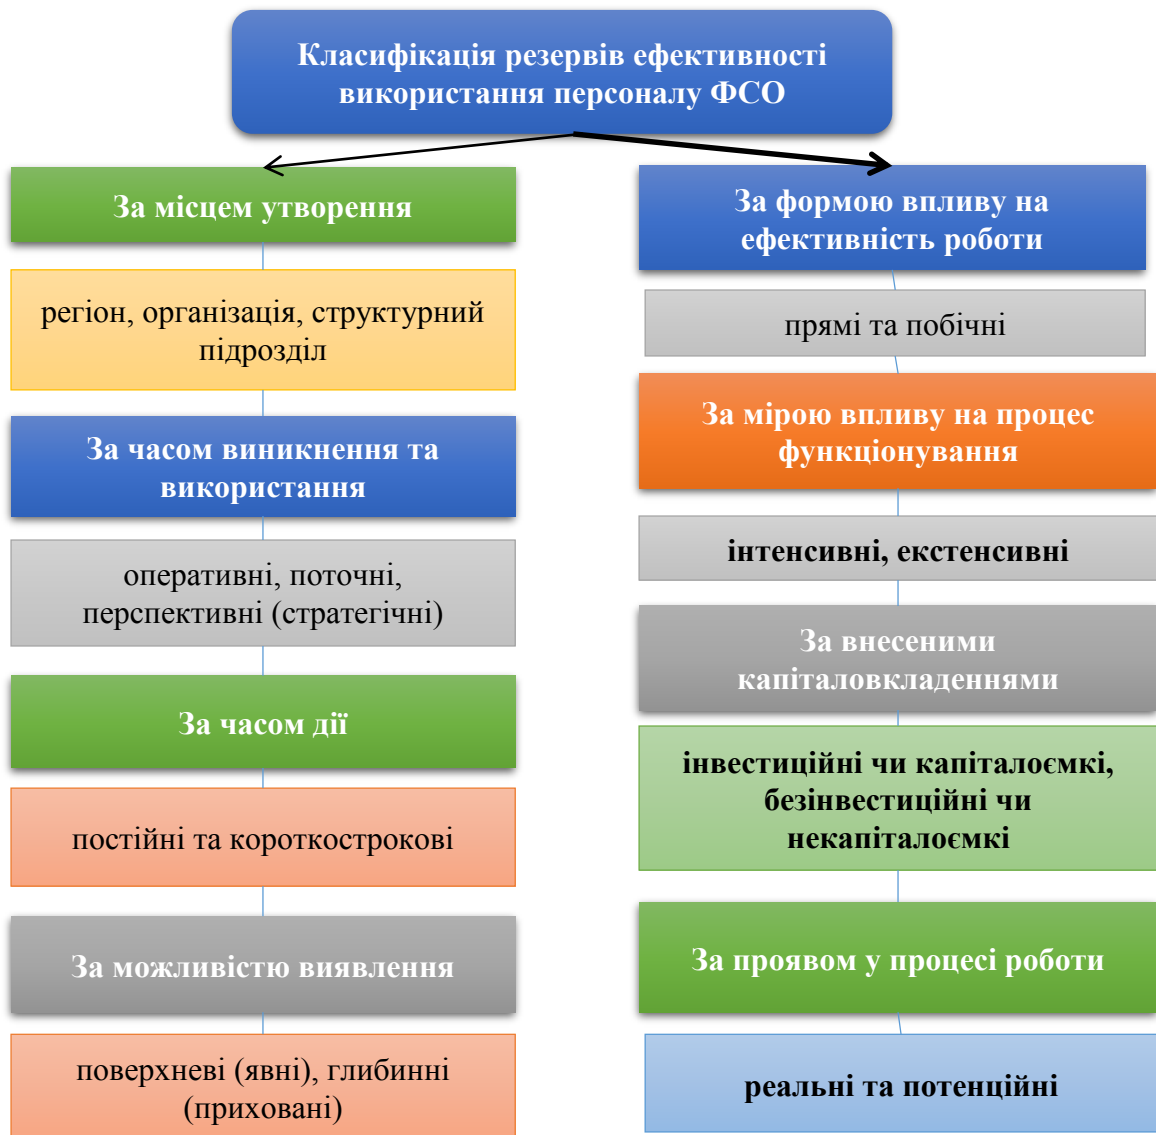 Класифікація резервів ефективності
використання персоналу ФСО
За місцем утворення
регіон, організація, структурний
підрозділ
За часом виникнення та
використання
оперативні, поточні,
перспективні (стратегічні)
За часом дії
постійні та короткострокові
За можливістю виявлення
поверхневі (явні), глибинні
(приховані)
За формою впливу на
ефективність роботи
прямі та побічні
За мірою впливу на процес
функціонування
інтенсивні, екстенсивні
За внесеними
капіталовкладеннями
інвестиційні чи капіталоємкі,
безінвестиційні чи
некапіталоємкі
За проявом у процесі роботи
реальні та потенційні